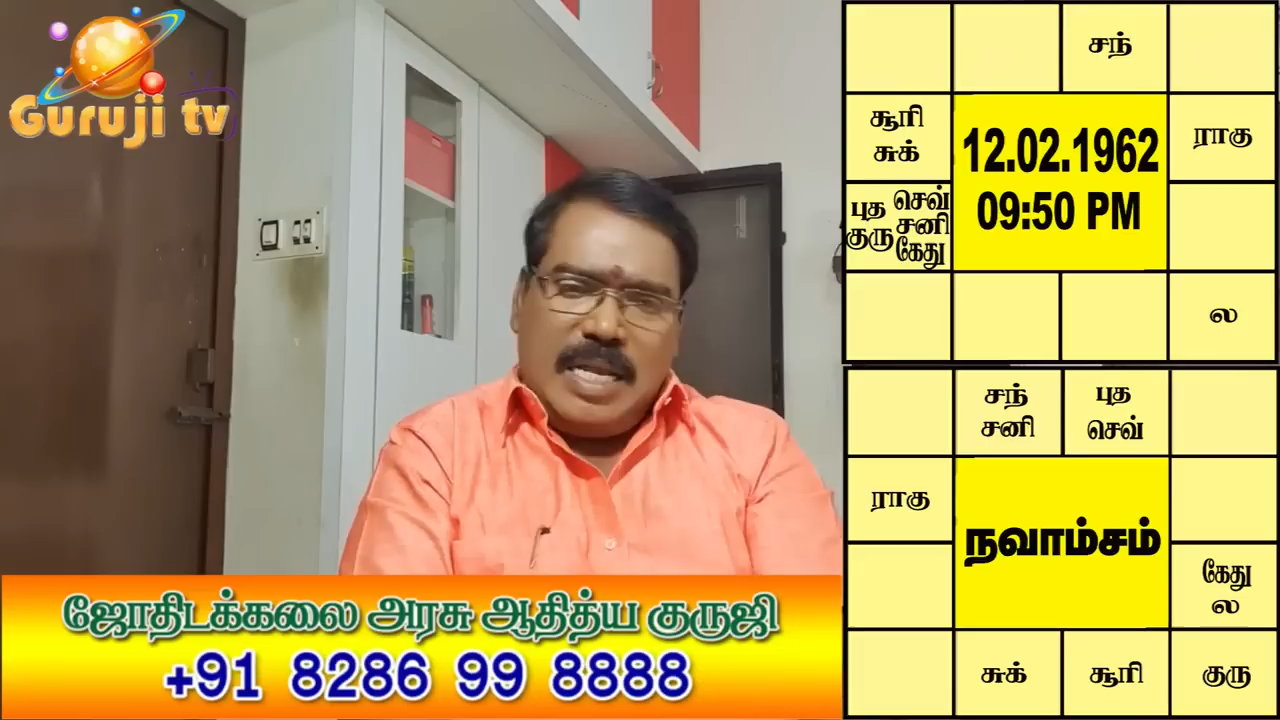 Guruji tv
ஜோதிடக்கலை அரசு ஆதித்ய குருஜி
+91 8286 99 8888
சந்
சூரி
சுக்
12.02.1962
09:50 PM
ராகு
புத
குரு
செவ்
சனி
கேது
ல
சந்
சனி
புத
செவ்
ராகு
நவாம்சம்
கேது
ல
சுக்
சூரி
குரு